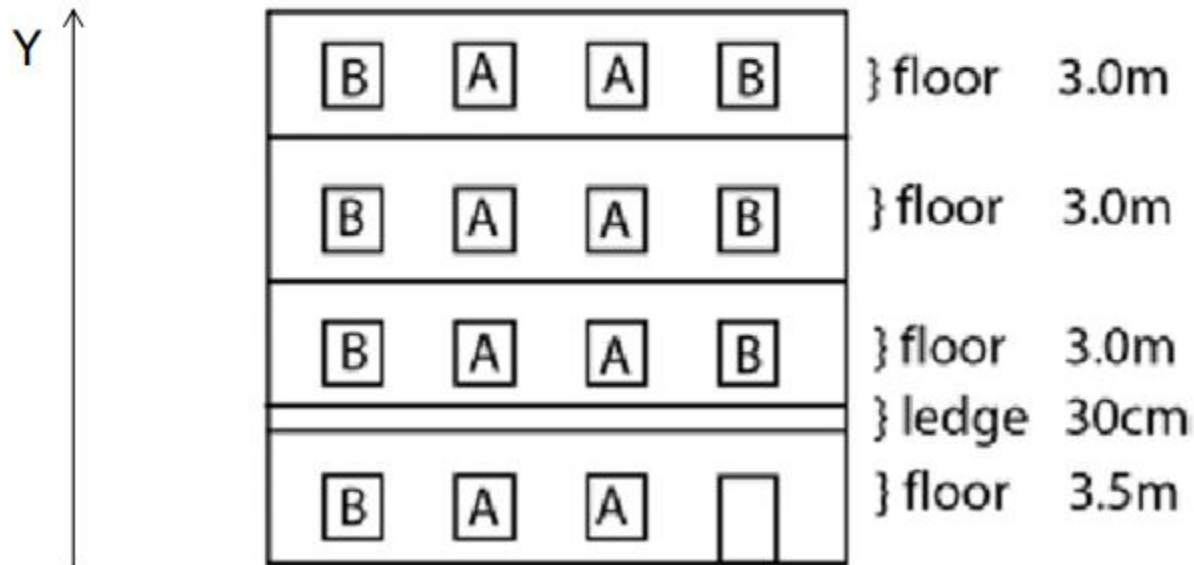 Y
B A A B } floor 3.0m
B A A B } floor 3.0m
B A A B } floor 3.0m
} ledge 30cm
B A A } floor 3.5m